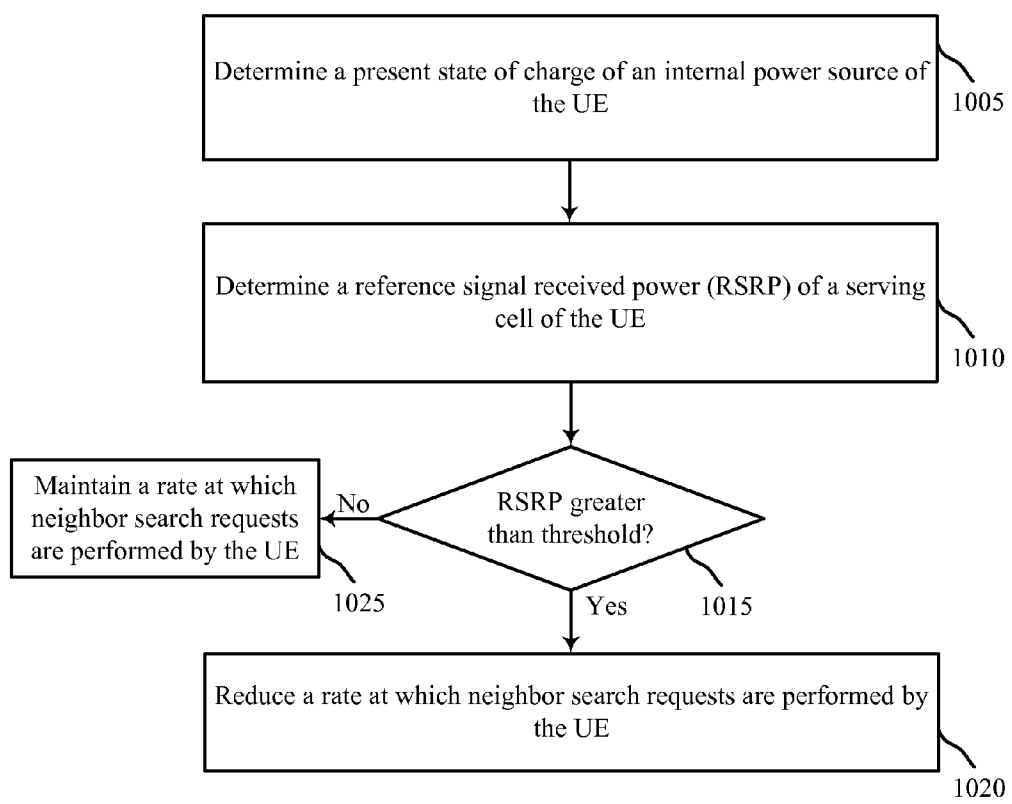 Determine a present state of charge of an internal power source of
the UE
1005
Determine a reference signal received power (RSRP) of a serving
cell of the UE
1010
RSRP greater
than threshold?
1015
No
Maintain a rate at which
neighbor search requests
are performed by the UE
1025
Yes
Reduce a rate at which neighbor search requests are performed by
the UE
1020